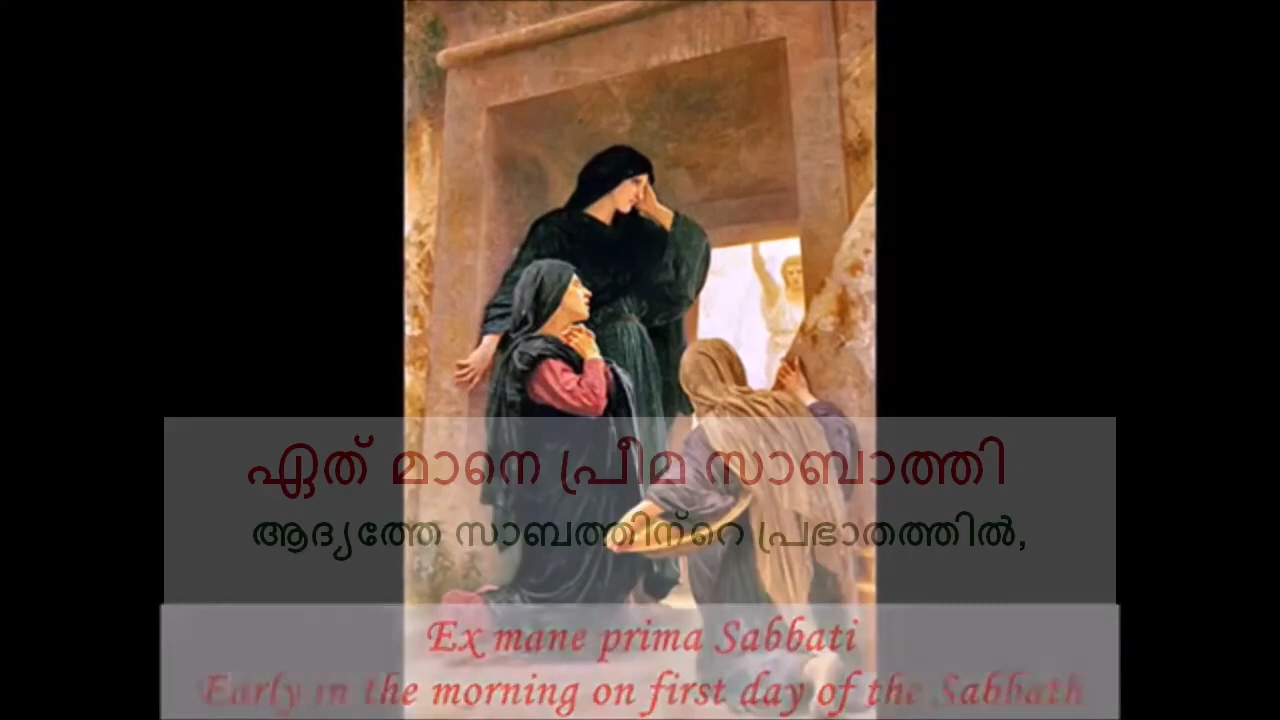 ഏത് മാനെ പ്രീമ സാബാത്തി
ആദ്യത്തേ സാബത്തിന്റെ പ്രഭാതത്തിൽ,
Ex mane prima Sabbati
Early in the morning on first day of the Sabbath